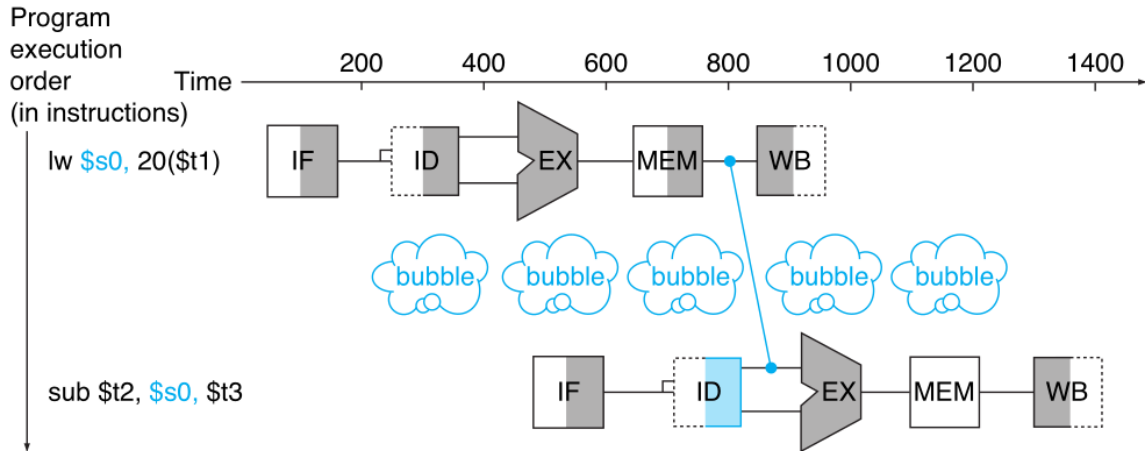 Program
execution
order
(in instructions)
Time
200 400 600 800 1000 1200 1400
lw $s0, 20($t1)
IF ID EX MEM WB
bubble bubble bubble bubble bubble
sub $t2, $s0, $t3
IF ID EX MEM WB